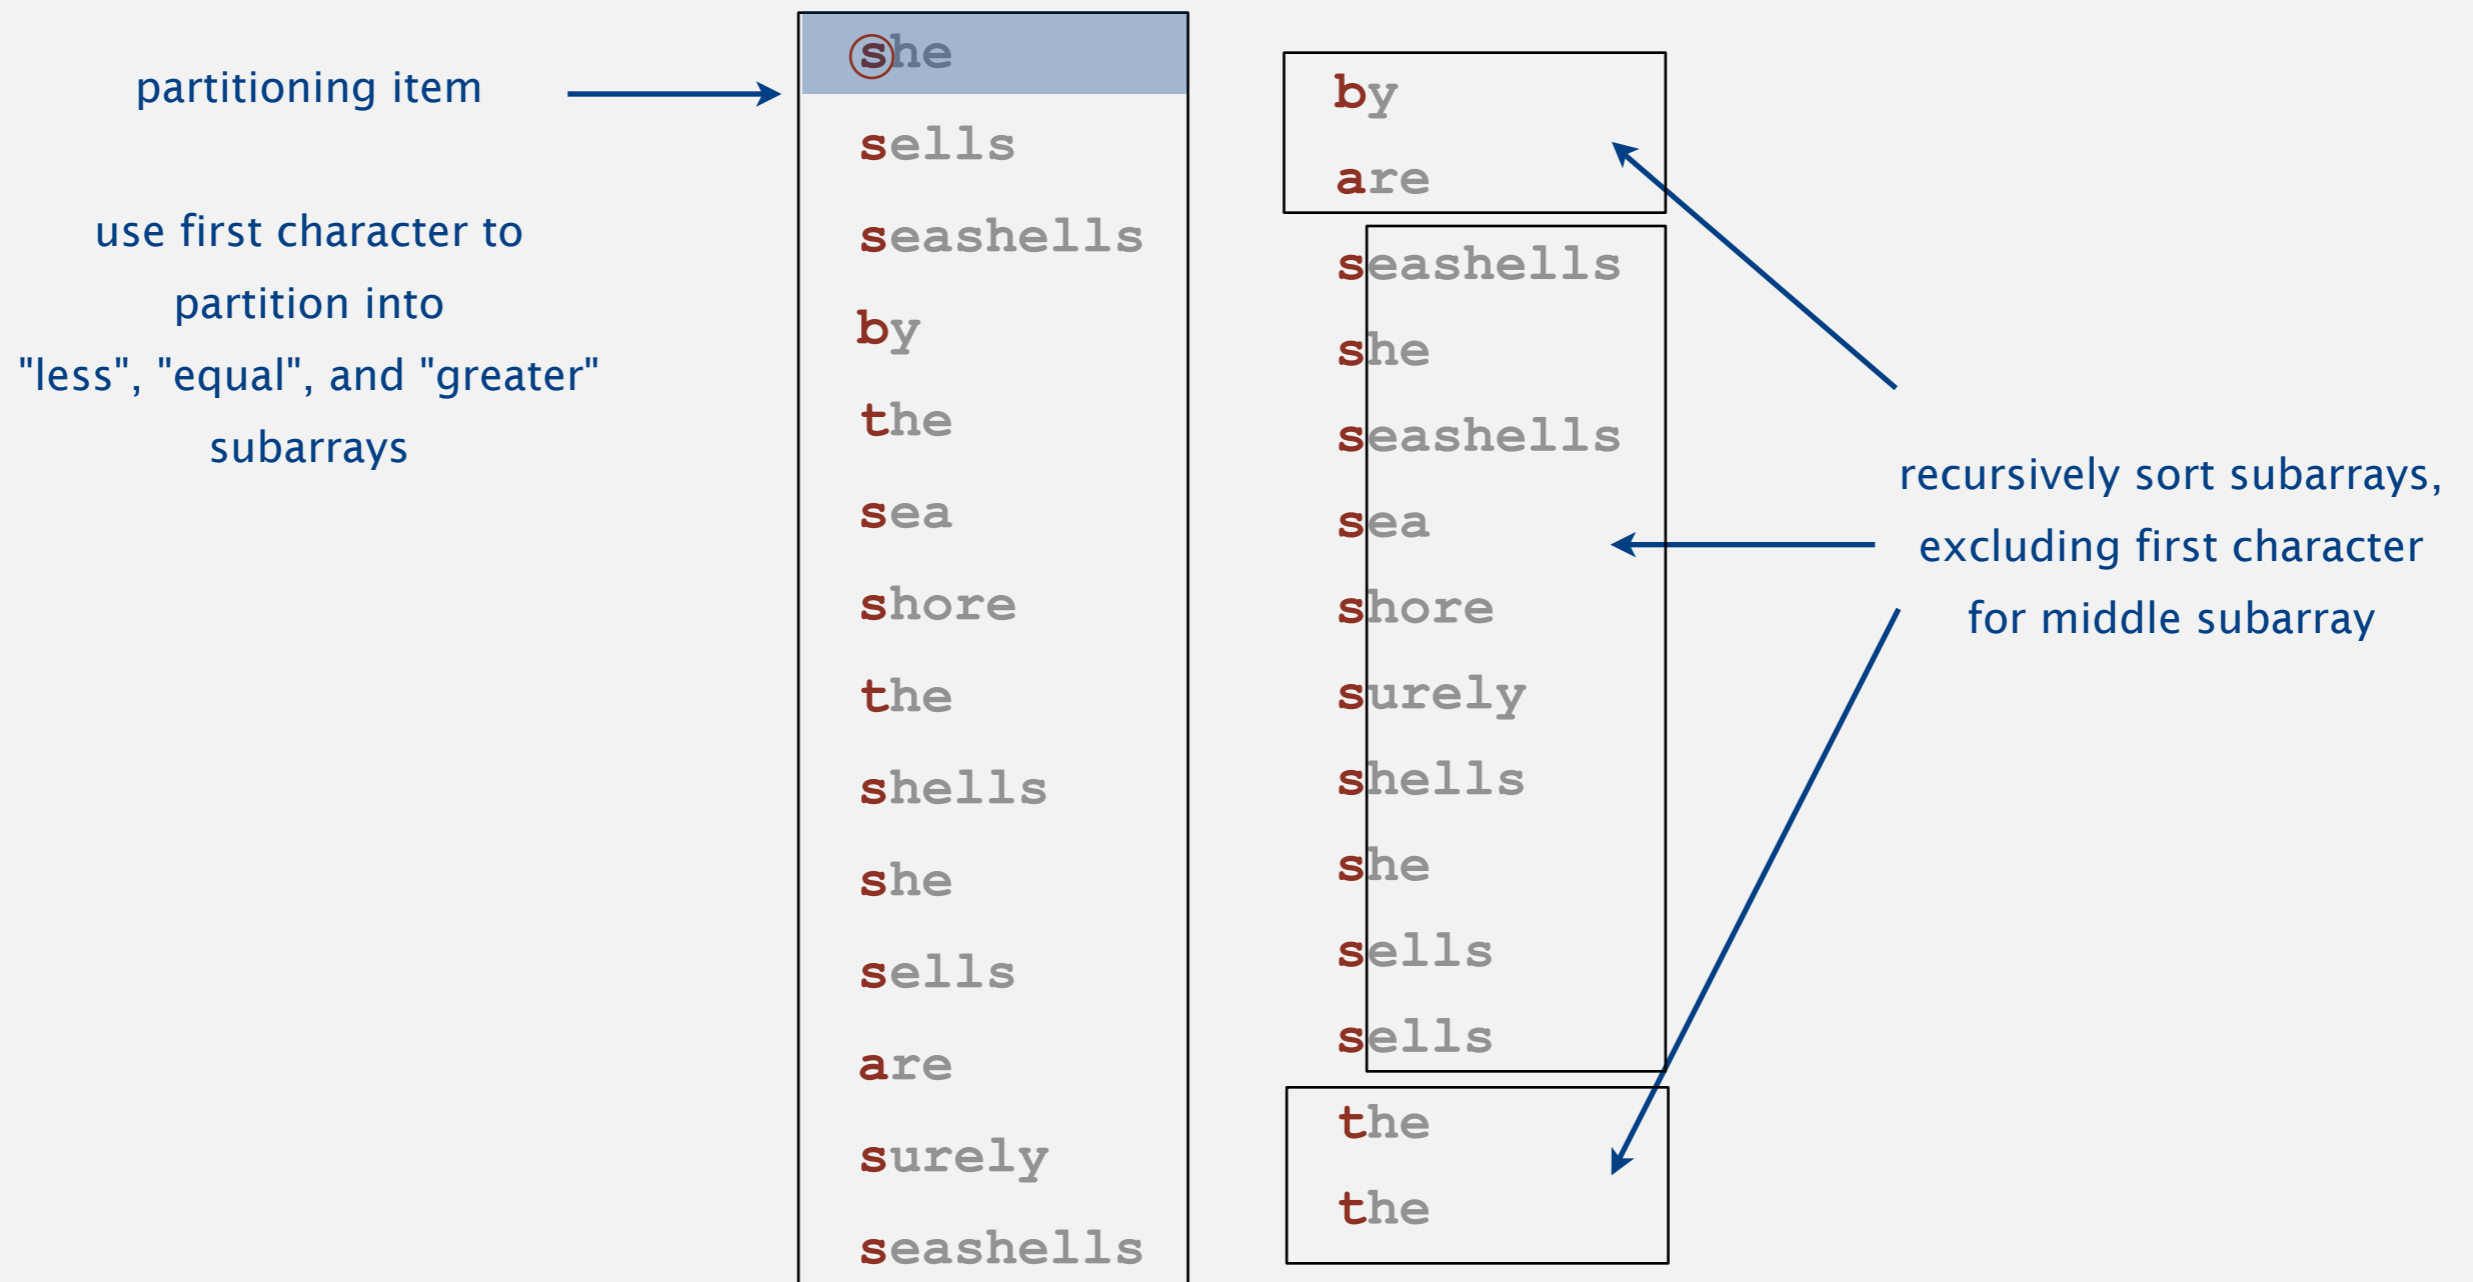 partitioning item
use first character to
partition into
"less", "equal", and "greater"
subarrays
she
sells
seashells
by
the
sea
shore
the
shells
she
sells
are
surely
seashells
by
are
seashells
she
seashells
sea
shore
surely
shells
she
sells
sells
the
the
recursively sort subarrays,
excluding first character
for middle subarray